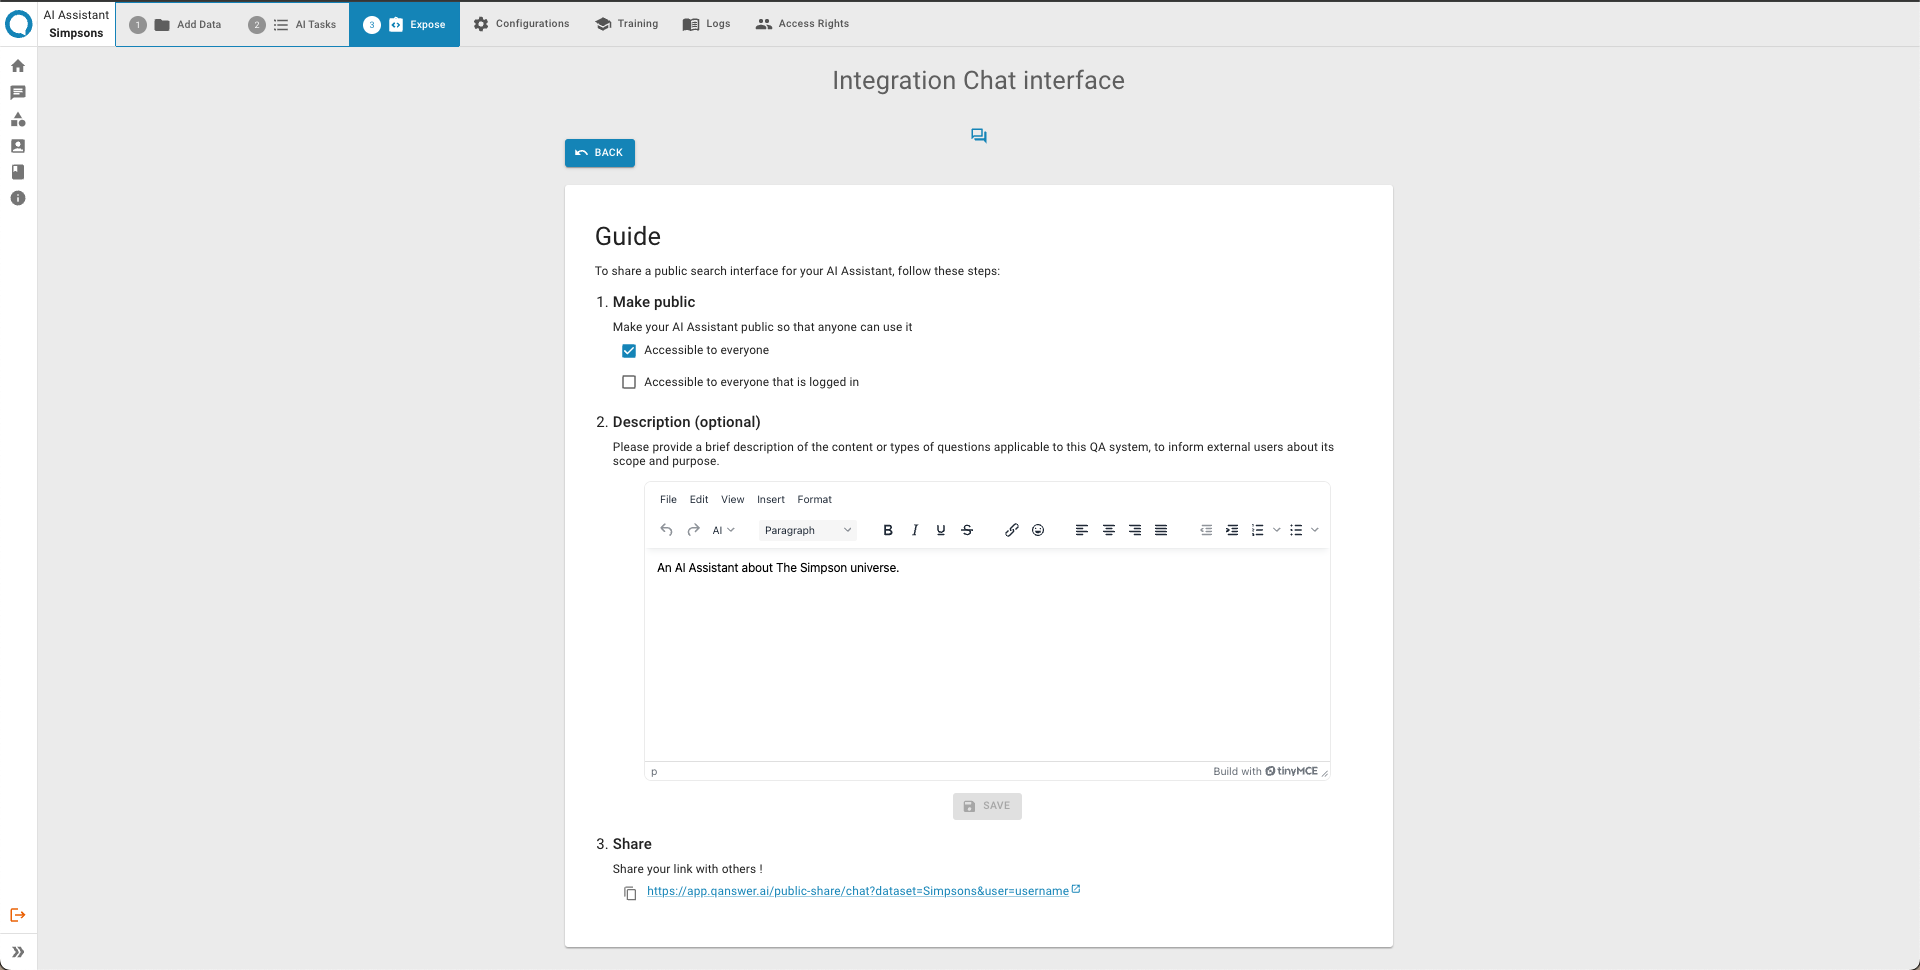 AI Assistant
Simpsons
1 Add Data
2 AI Tasks
3 Expose
Configurations
Training
Logs
Access Rights
Integration Chat interface
BACK
Guide
To share a public search interface for your AI Assistant, follow these steps:
1. Make public
Make your AI Assistant public so that anyone can use it
Accessible to everyone
Accessible to everyone that is logged in
2. Description (optional)
Please provide a brief description of the content or types of questions applicable to this QA system, to inform external users about its
scope and purpose.
File Edit View Insert Format
AI Paragraph B I U S
An AI Assistant about The Simpson universe.
p Build with tinyMCE
SAVE
3. Share
Share your link with others !
https://app.qanswer.ai/public-share/chat?dataset=Simpsons&user=username